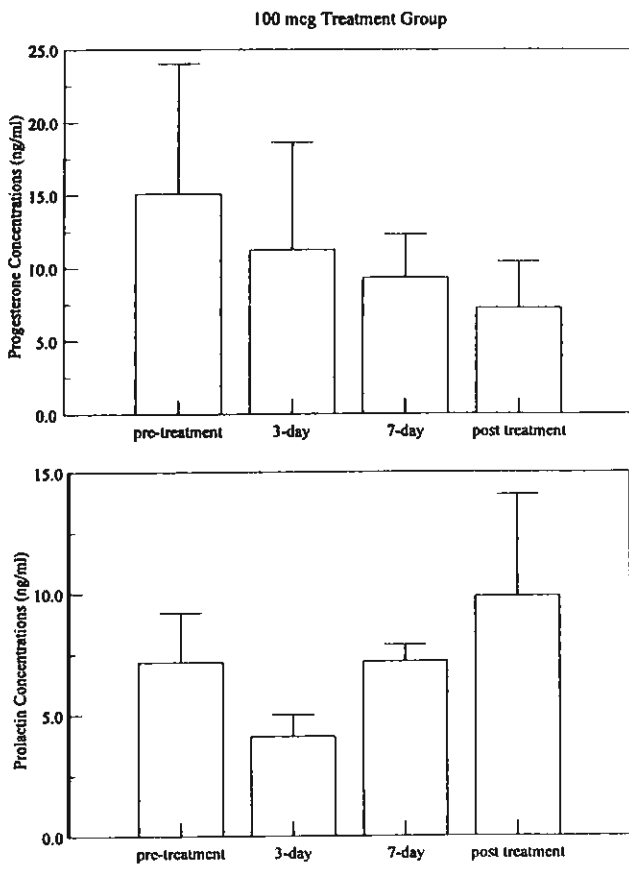 100 mcg Treatment Group
Progesterone Concentrations (ng/ml)
25.0
20.0
15.0
10.0
5.0
0.0
pre-treatment 3-day 7-day post treatment
Prolactin Concentrations (ng/ml)
15.0
10.0
5.0
0.0
pre-treatment 3-day 7-day post treatment